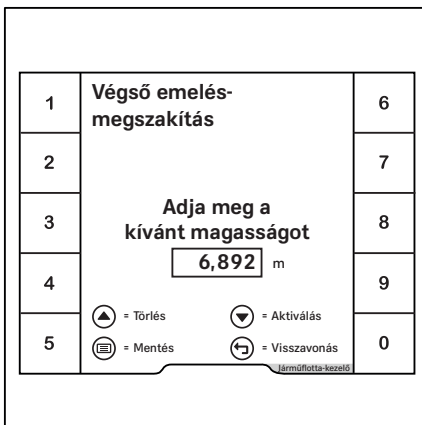 1
Végső emelés-
megszakítás
6
2
7
3
Adja meg a
kívánt magasságot
8
6,892 m
4
9
= Törlés
= Aktiválás
5
= Mentés
= Visszavonás
0
Járműflotta-kezelő